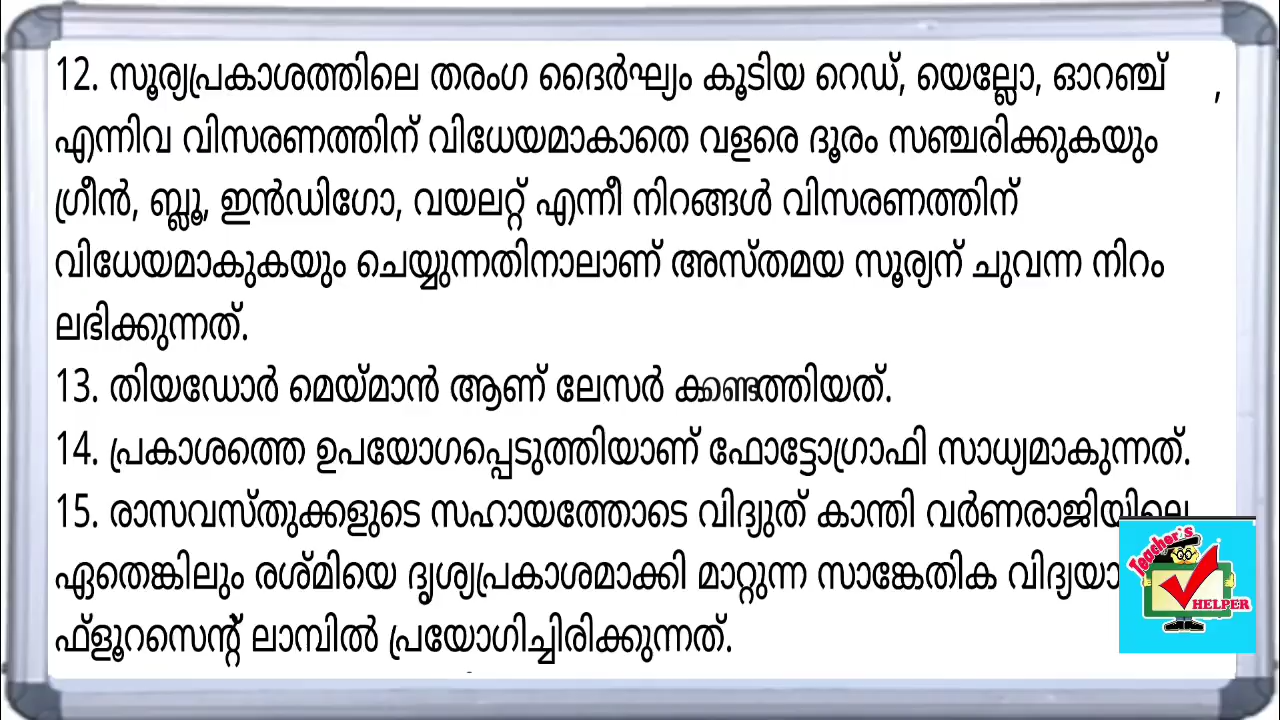 12. സൂര്യപ്രകാശത്തിലെ തരംഗ ദൈർഘ്യം കൂടിയ റെഡ്, യെല്ലോ, ഓറഞ്ച് ,
എന്നിവ വിസരണത്തിന് വിധേയമാകാതെ വളരെ ദൂരം സഞ്ചരിക്കുകയും
ഗ്രീൻ, ബ്ലൂ, ഇൻഡിഗോ, വയലറ്റ് എന്നീ നിറങ്ങൾ വിസരണത്തിന്
വിധേയമാകുകയും ചെയ്യുന്നതിനാലാണ് അസ്തമയ സൂര്യന് ചുവന്ന നിറം
ലഭിക്കുന്നത്.
13. തിയഡോർ മെയ്മാൻ ആണ് ലേസർ ക്കണ്ടത്തിയത്.
14. പ്രകാശത്തെ ഉപയോഗപ്പെടുത്തിയാണ് ഫോട്ടോഗ്രാഫി സാധ്യമാകുന്നത്.
15. രാസവസ്തുക്കളുടെ സഹായത്തോടെ വിദ്യുത് കാന്തി വർണരാജിയിലെ
ഏതെങ്കിലും രശ്മിയെ ദൃശ്യപ്രകാശമാക്കി മാറ്റുന്ന സാങ്കേതിക
ഫ്ളൂറസെന്റ് ലാമ്പിൽ പ്രയോഗിച്ചിരിക്കുന്നത്.
Teacher's
HELPER